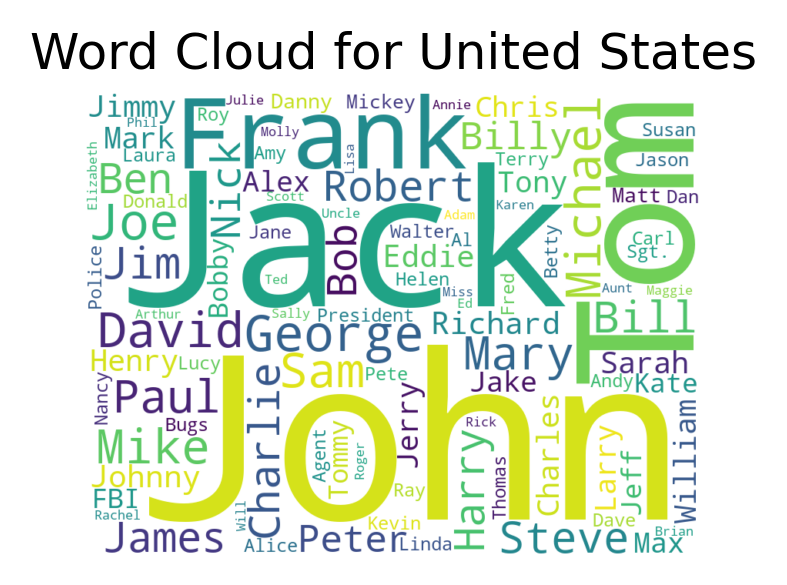 Word Cloud for United States
Jimmy
Phil
Roy
Julie
Danny
Mickey
Annie
Chris
Michael
Tom
Susan
Mark
Laura
Frank
Molly
Lisa
Billy
Terry
Jason
Elizabeth
Ben
Donald
Nick
Amy
Alex
Scott
Robert
Karen
Tony
Matt
Dan
Joe
Bobby
Jack
Jane
Uncle
Bob
Walter
Adam
Al
Betty
Carl
Sgt.
Jim
Police
Ted
Eddie
Helen
Miss
Ed
Fred
Aunt
Maggie
Arthur
Sally
President
David
George
Richard
Bill
Henry
Lucy
Sam
Pete
Mary
Sarah
Nancy
Paul
Bugs
Charlie
John
Jake
Andy
Kate
Mike
Agent
Tommy
Roger
Jerry
Rick
Charles
Larry
Jeff
William
Johnny
FBI
Rachel
Will
Ray
Harry
Thomas
Kevin
Dave
Brian
James
Alice
Peter
Linda
Steve
Max